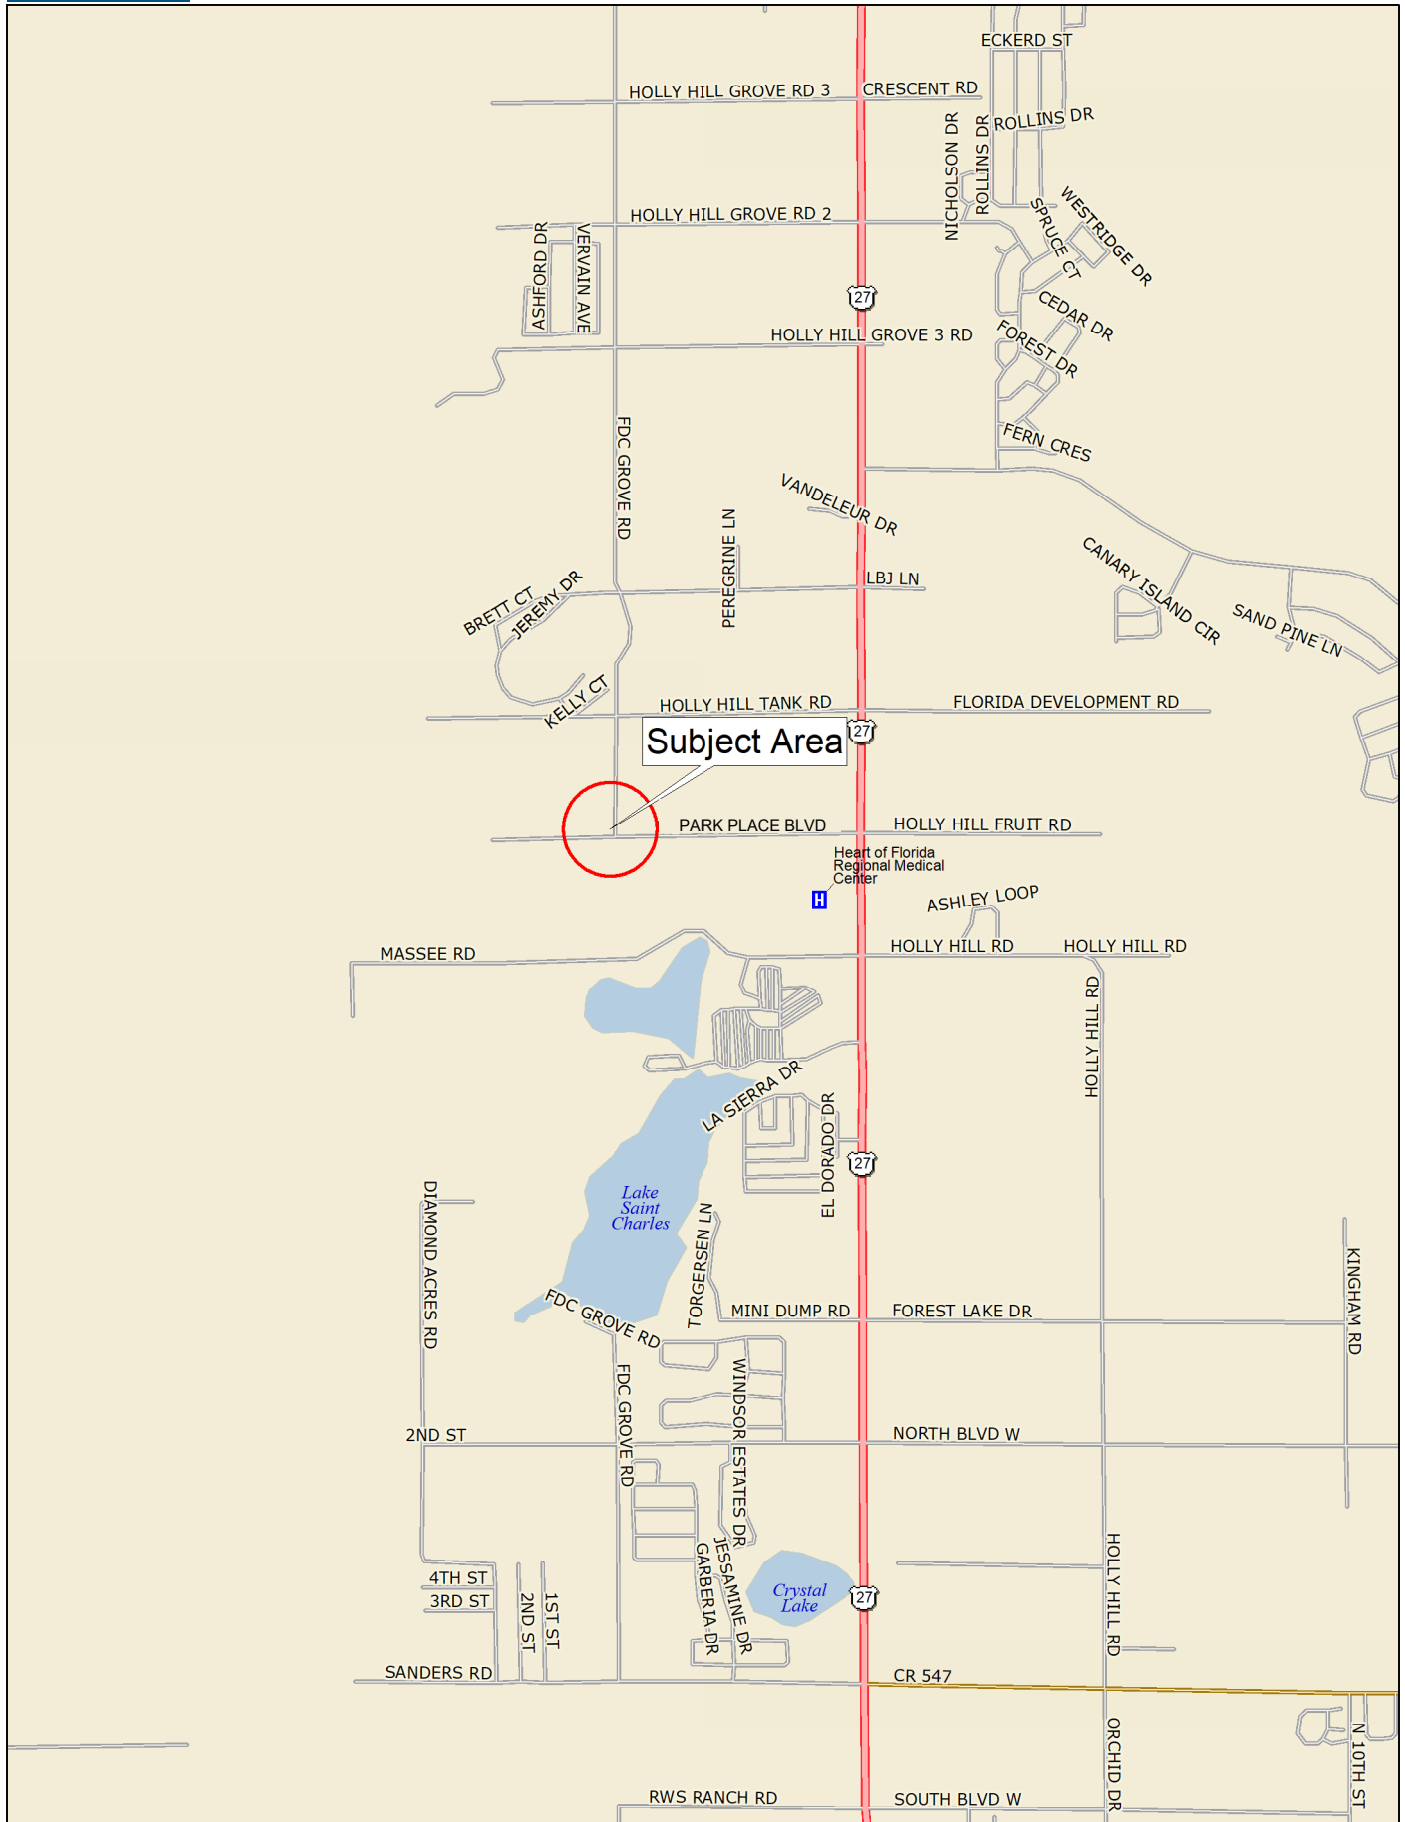 ECKERD ST
HOLLY HILL GROVE RD 3
CRESCENT RD
ROLLINS DR
NICHOLSON DR
ROLLINS DR
HOLLY HILL GROVE RD 2
SPRUCE CT
WESTRIDGE DR
ASHFORD DR
VERVAIN AVE
27
CEDAR DR
FOREST DR
HOLLY HILL GROVE 3 RD
FDC GROVE RD
FERN CRES
VANDELEUR DR
PEREGRINE LN
LBJ LN
CANARY ISLAND CIR
SAND PINE LN
BRETT CT
JEREMY DR
KELLY CT
HOLLY HILL TANK RD
FLORIDA DEVELOPMENT RD
Subject Area
27
PARK PLACE BLVD
HOLLY HILL FRUIT RD
Heart of Florida
Regional Medical
Center
H
ASHLEY LOOP
MASSEE RD
HOLLY HILL RD
HOLLY HILL RD
HOLLY HILL RD
LA SIERRA DR
EL DORADO DR
27
Lake
Saint
Charles
DIAMOND ACRES RD
TORGERSEN LN
FDC GROVE RD
MINI DUMP RD
FOREST LAKE DR
KINGHAM RD
FDC GROVE RD
WINDSOR ESTATES DR
2ND ST
NORTH BLVD W
GARBERIA DR
JESSAMINE DR
Crystal
Lake
27
HOLLY HILL RD
4TH ST
3RD ST
2ND ST
1ST ST
SANDERS RD
CR 547
ORCHID DR
N 10TH ST
RWS RANCH RD
SOUTH BLVD W